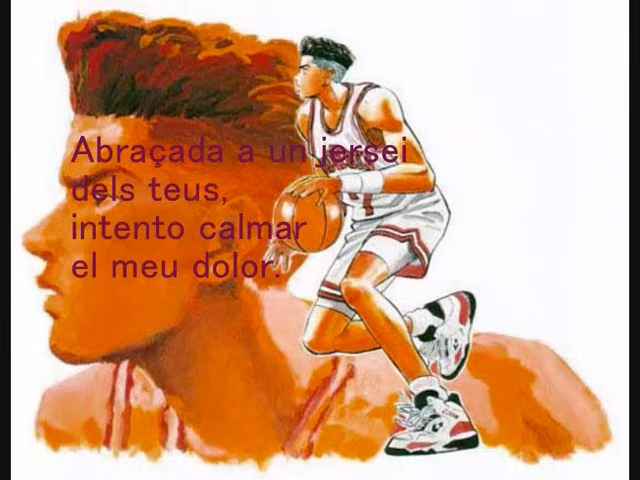 Abraçada a un jersei
dels teus,
intento calmar
el meu dolor.